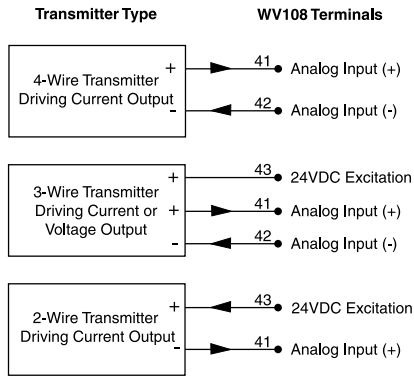 Transmitter Type WV108 Terminals
4-Wire Transmitter
Driving Current Output
+ 41 Analog Input (+)
- 42 Analog Input (-)
3-Wire Transmitter
Driving Current or
Voltage Output
+ 43 24VDC Excitation
+ 41 Analog Input (+)
- 42 Analog Input (-)
2-Wire Transmitter
Driving Current Output
+ 43 24VDC Excitation
- 41 Analog Input (+)